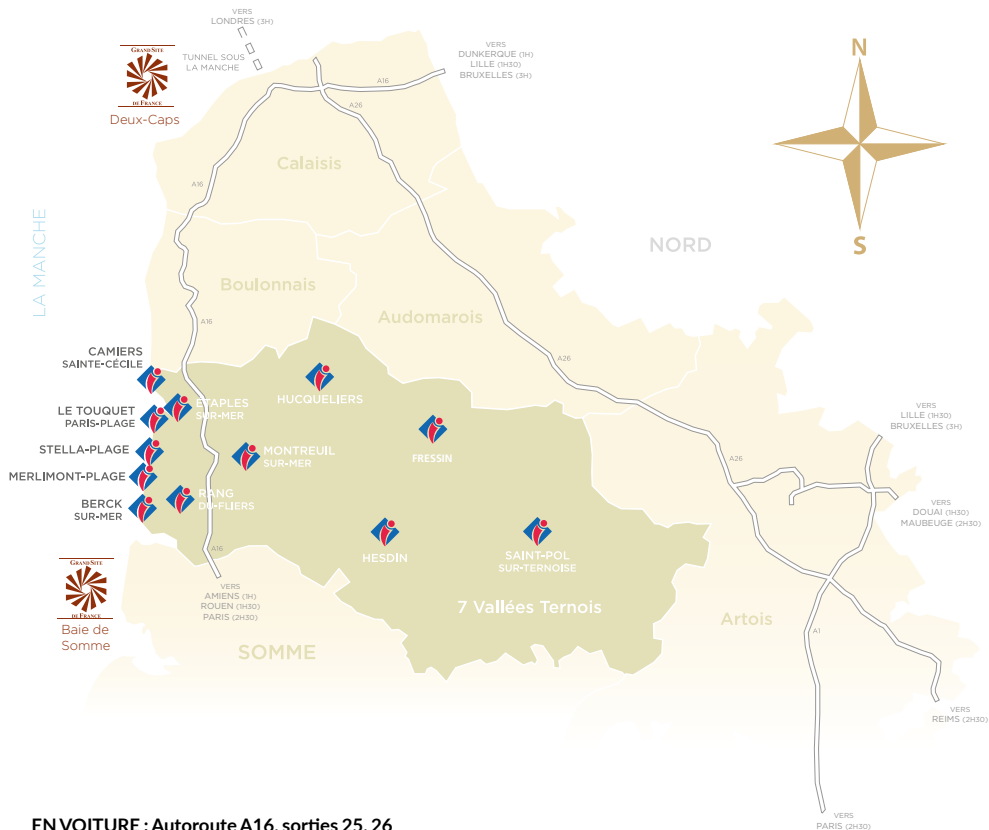 VERS
LONDRES (3H)
TUNNEL SOUS
LA MANCHE
GRAND SITE
DE FRANCE
Deux-Caps
VERS
DUNKERQUE (1H)
LILLE (1H30)
BRUXELLES (3H)
A16
A26
N
S
Calaisis
A16
LA MANCHE
NORD
Boulonnais
Audomarois
A16
A26
CAMIERS
SAINTE-CÉCILE
HUCQUELIERS
ÉTAPLES
SUR-MER
LE TOUQUET
PARIS-PLAGE
STELLA-PLAGE
MONTREUIL
SUR-MER
FRESSIN
MERLIMONT-PLAGE
RANG
DU-FLIERS
BERCK
SUR-MER
VERS
LILLE (1H30)
BRUXELLES (3H)
A26
VERS
DOUAI (1H30)
MAUBEUGE (2H30)
HESDIN
SAINT-POL
SUR-TERNOISE
A16
VERS
AMIENS (1H)
ROUEN (1H30)
PARIS (2H30)
GRAND SITE
DE FRANCE
Baie de
Somme
7 Vallées Ternois
Artois
A1
SOMME
VERS
REIMS (2H30)
VERS
PARIS (2H30)
EN VOITURE : Autoroute A16, sorties 25, 26